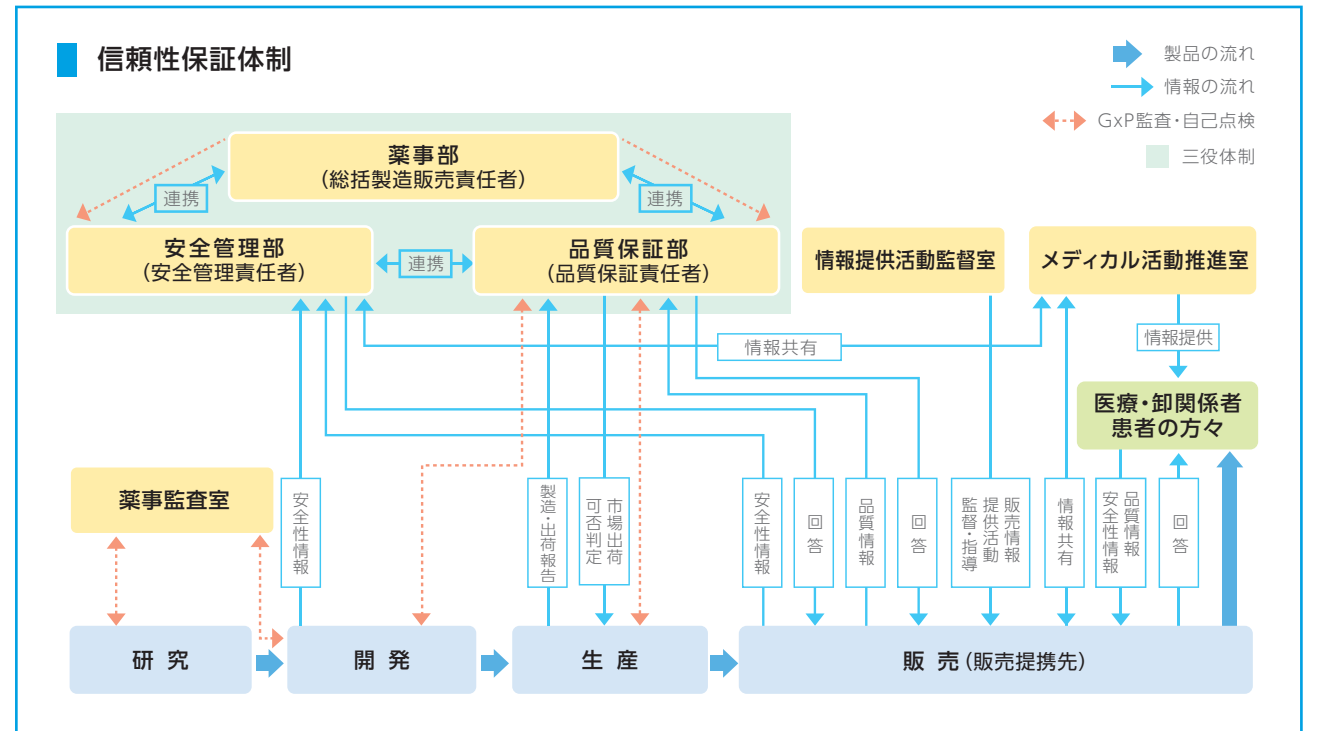 信頼性保証体制
製品の流れ
情報の流れ
GxP監査・自己点検
三役体制
薬事部
(総括製造販売責任者)
連携
連携
安全管理部
(安全管理責任者)
連携
品質保証部
(品質保証責任者)
情報提供活動監督室
メディカル活動推進室
情報共有
情報提供
医療・卸関係者
患者の方々
薬事監査室
安全性情報
製造・出荷報告
市場出荷
可否判定
安全性情報
回答
品質情報
回答
販売情報
提供活動
監督・指導
情報共有
品質情報
安全性情報
回答
研究
開発
生産
販売(販売提携先)